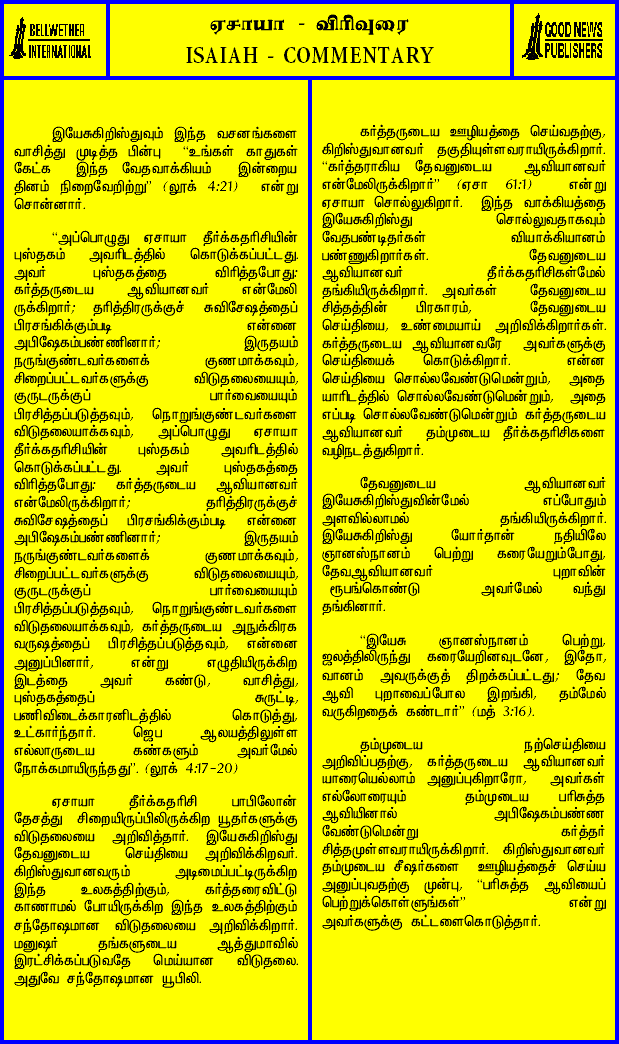 BELLWETHER
INTERNATIONAL
ஏசாயா - விரிவுரை
ISAIAH - COMMENTARY
GOOD NEWS
PUBLISHERS
இயேசுகிறிஸ்துவும் இந்த வசனங்களை
வாசித்து முடித்த பின்பு “உங்கள் காதுகள்
கேட்க இந்த வேதவாக்கியம் இன்றைய
தினம் நிறைவேறிற்று” (லூக் 4:21) என்று
சொன்னார்.
“அப்பொழுது ஏசாயா தீர்க்கதரிசியின்
புஸ்தகம் அவரிடத்தில் கொடுக்கப்பட்டது.
அவர் புஸ்தகத்தை விரித்தபோது:
கர்த்தருடைய ஆவியானவர் என்மேலி
ருக்கிறார்; தரித்திரருக்குச் சுவிசேஷத்தைப்
பிரசங்கிக்கும்படி என்னை
அபிஷேகம்பண்ணினார்; இருதயம்
நருங்குண்டவர்களைக் குணமாக்கவும்,
சிறைப்பட்டவர்களுக்கு விடுதலையையும்,
குருடருக்குப் பார்வையையும்
பிரசித்தப்படுத்தவும், நொறுங்குண்டவர்களை
விடுதலையாக்கவும், அப்பொழுது ஏசாயா
தீர்க்கதரிசியின் புஸ்தகம் அவரிடத்தில்
கொடுக்கப்பட்டது. அவர் புஸ்தகத்தை
விரித்தபோது: கர்த்தருடைய ஆவியானவர்
என்மேலிருக்கிறார்; தரித்திரருக்குச்
சுவிசேஷத்தைப் பிரசங்கிக்கும்படி என்னை
அபிஷேகம்பண்ணினார்; இருதயம்
நருங்குண்டவர்களைக் குணமாக்கவும்,
சிறைப்பட்டவர்களுக்கு விடுதலையையும்,
குருடருக்குப் பார்வையையும்
பிரசித்தப்படுத்தவும், நொறுங்குண்டவர்களை
விடுதலையாக்கவும், கர்த்தருடைய அநுக்கிரக
வருஷத்தைப் பிரசித்தப்படுத்தவும், என்னை
அனுப்பினார், என்று எழுதியிருக்கிற
இடத்தை அவர் கண்டு, வாசித்து,
புஸ்தகத்தைப் சுருட்டி,
பணிவிடைக்காரனிடத்தில் கொடுத்து,
உட்கார்ந்தார். ஜெப ஆலயத்திலுள்ள
எல்லாருடைய கண்களும் அவர்மேல்
நோக்கமாயிருந்தது”. (லூக் 4:17-20)
ஏசாயா தீர்க்கதரிசி பாபிலோன்
தேசத்து சிறையிருப்பிலிருக்கிற யூதர்களுக்கு
விடுதலையை அறிவித்தார். இயேசுகிறிஸ்து
தேவனுடைய செய்தியை அறிவிக்கிறவர்.
கிறிஸ்துவானவரும் அடிமைப்பட்டிருக்கிற
இந்த உலகத்திற்கும், கர்த்தரைவிட்டு
காணாமல் போயிருக்கிற இந்த உலகத்திற்கும்
சந்தோஷமான விடுதலையை அறிவிக்கிறார்.
மனுஷர் தங்களுடைய ஆத்துமாவில்
இரட்சிக்கப்படுவதே மெய்யான விடுதலை.
அதுவே சந்தோஷமான யூபிலி.
கர்த்தருடைய ஊழியத்தை செய்வதற்கு,
கிறிஸ்துவானவர் தகுதியுள்ளவராயிருக்கிறார்.
“கர்த்தராகிய தேவனுடைய ஆவியானவர்
என்மேலிருக்கிறார்” (ஏசா 61:1) என்று
ஏசாயா சொல்லுகிறார். இந்த வாக்கியத்தை
இயேசுகிறிஸ்து சொல்லுவதாகவும்
வேதபண்டிதர்கள் வியாக்கியானம்
பண்ணுகிறார்கள். தேவனுடைய
ஆவியானவர் தீர்க்கதரிசிகள்மேல்
தங்கியிருக்கிறார். அவர்கள் தேவனுடைய
சித்தத்தின் பிரகாரம், தேவனுடைய
செய்தியை, உண்மையாய் அறிவிக்கிறார்கள்.
கர்த்தருடைய ஆவியானவரே அவர்களுக்கு
செய்தியைக் கொடுக்கிறார். என்ன
செய்தியை சொல்லவேண்டுமென்றும், அதை
யாரிடத்தில் சொல்லவேண்டுமென்றும், அதை
எப்படி சொல்லவேண்டுமென்றும் கர்த்தருடைய
ஆவியானவர் தம்முடைய தீர்க்கதரிசிகளை
வழிநடத்துகிறார்.
தேவனுடைய ஆவியானவர்
இயேசுகிறிஸ்துவின்மேல் எப்போதும்
அளவில்லாமல் தங்கியிருக்கிறார்.
இயேசுகிறிஸ்து யோர்தான் நதியிலே
ஞானஸ்நானம் பெற்று கரையேறும்போது,
தேவஆவியானவர் புறாவின்
ரூபங்கொண்டு அவர்மேல் வந்து
தங்கினார்.
“இயேசு ஞானஸ்நானம் பெற்று,
ஜலத்திலிருந்து கரையேறினவுடனே, இதோ,
வானம் அவருக்குத் திறக்கப்பட்டது; தேவ
ஆவி புறாவைப்போல இறங்கி, தம்மேல்
வருகிறதைக் கண்டார்” (மத் 3:16).
தம்முடைய நற்செய்தியை
அறிவிப்பதற்கு, கர்த்தருடைய ஆவியானவர்
யாரையெல்லாம் அனுப்புகிறாரோ, அவர்கள்
எல்லோரையும் தம்முடைய பரிசுத்த
ஆவியினால் அபிஷேகம்பண்ண
வேண்டுமென்று கர்த்தர்
சித்தமுள்ளவராயிருக்கிறார். கிறிஸ்துவானவர்
தம்முடைய சீஷர்களை ஊழியத்தைச் செய்ய
அனுப்புவதற்கு முன்பு, “பரிசுத்த ஆவியைப்
பெற்றுக்கொள்ளுங்கள்” என்று
அவர்களுக்கு கட்டளைகொடுத்தார்.